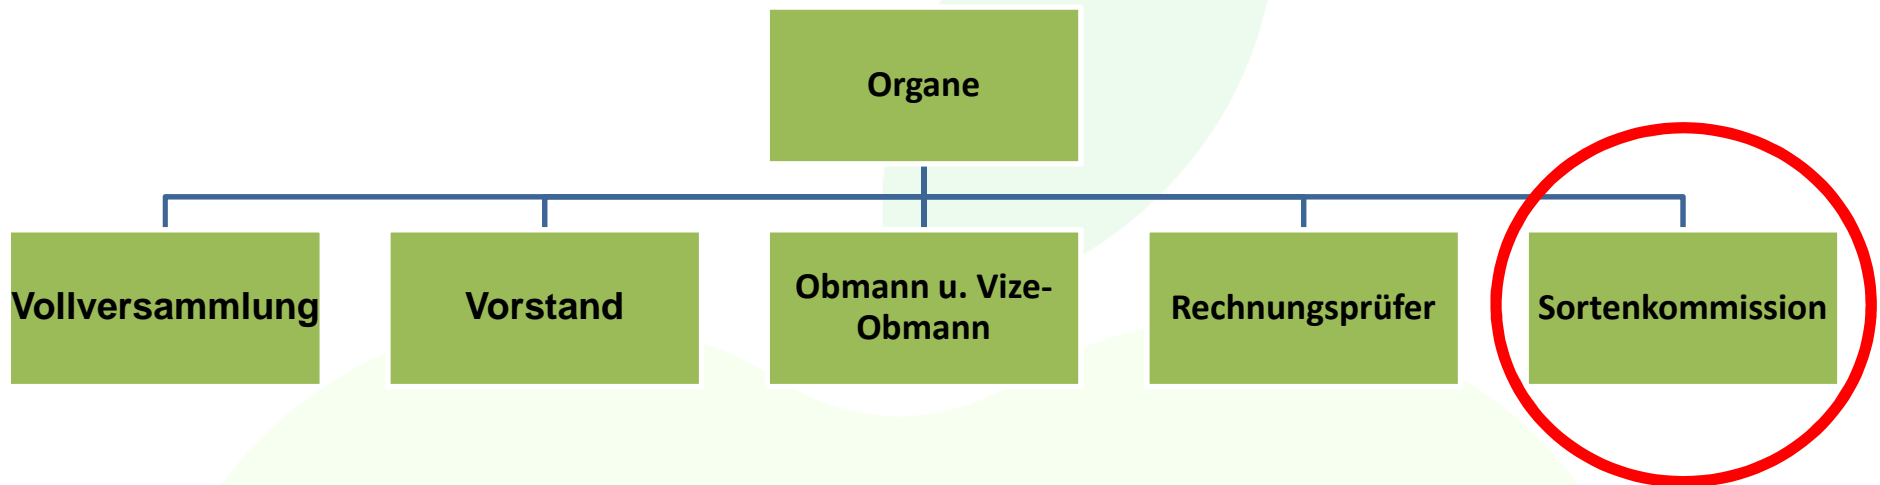 Organe
Vollversammlung
Vorstand
Obmann u. Vize-
Obmann
Rechnungsprüfer
Sortenkommission